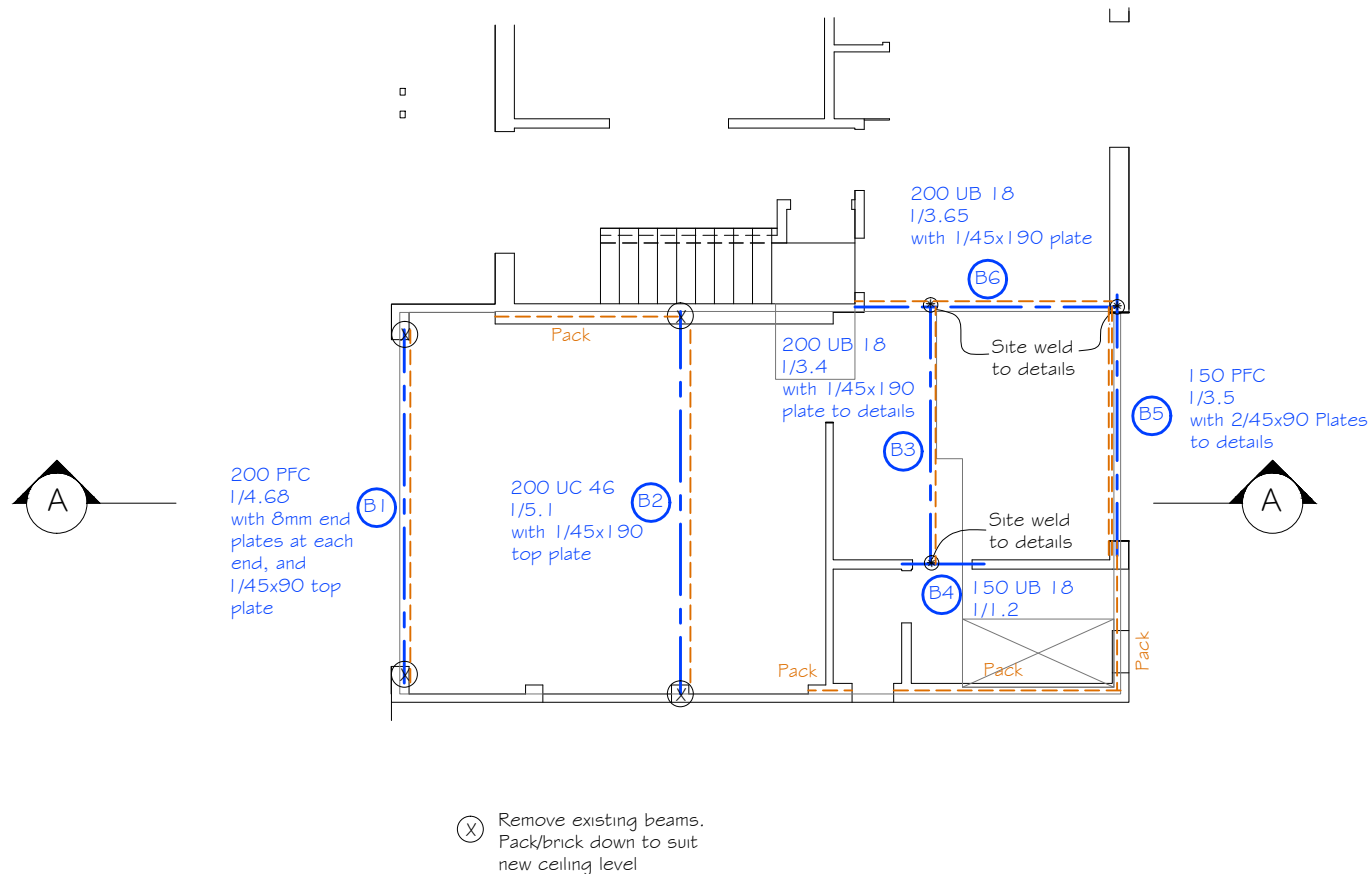 200 UB 18
1/3.65
with 1/45x190 plate
B6
Pack
200 UB 18
1/3.4
with 1/45x190
plate to details
Site weld
to details
150 PFC
1/3.5
with 2/45x90 Plates
to details
B5
B3
A
200 PFC
1/4.68
with 8mm end
plates at each
end, and
1/45x90 top
plate
B1
200 UC 46
1/5.1
with 1/45x190
top plate
B2
Site weld
to details
A
B4
150 UB 18
1/1.2
Pack
Pack
Pack
X
X
X
X
X
Remove existing beams.
Pack/brick down to suit
new ceiling level